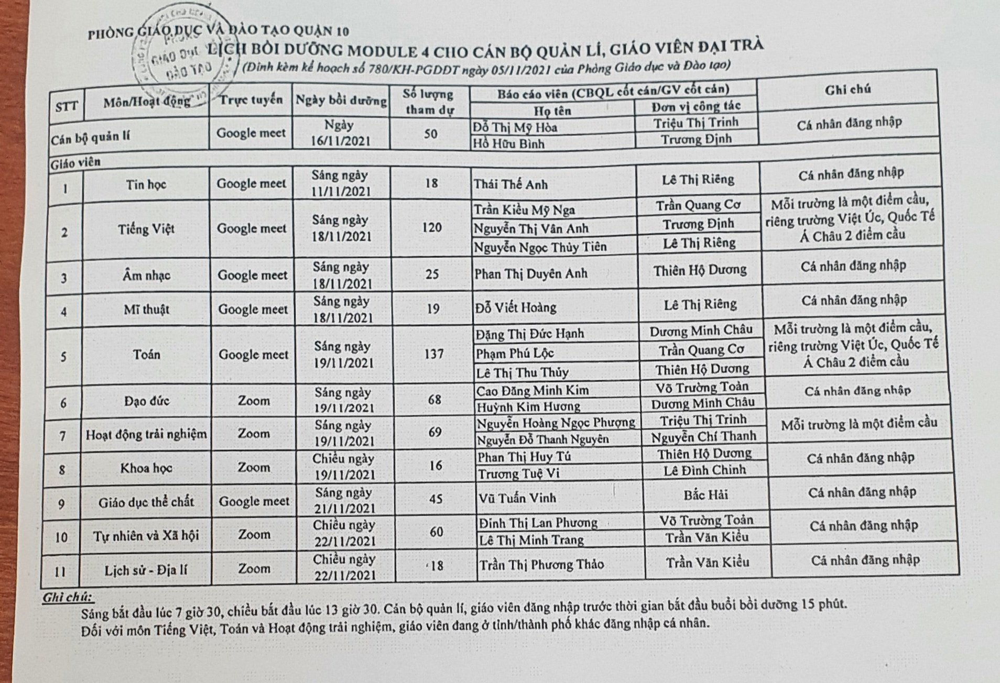 PHÒNG GIÁO DỤC VÀ ĐÀO TẠO QUẬN 10
LỊCH BỒI DƯỠNG MODULE 4 CHO CÁN BỘ QUẢN LÍ, GIÁO VIÊN ĐẠI TRÀ
(Đính kèm kế hoạch số 780/KH-PGDĐT ngày 05/11/2021 của Phòng Giáo dục và Đào tạo)
PHÒNG
GIÁO DỤC VÀ
ĐÀO TẠO
STT Môn/Hoạt động Trực tuyến Ngày bồi dưỡng Số lượng tham dự Báo cáo viên (CBQL cốt cán/GV cốt cán) Ghi chú
Họ tên Đơn vị công tác
Cán bộ quản lí Google meet Ngày 16/11/2021 50 Đỗ Thị Mỹ Hòa Triệu Thị Trinh Cá nhân đăng nhập
Hồ Hữu Bình Trương Định
Giáo viên
1 Tin học Google meet Sáng ngày 11/11/2021 18 Thái Thế Anh Lê Thị Riêng Cá nhân đăng nhập
2 Tiếng Việt Google meet Sáng ngày 18/11/2021 120 Trần Kiều Mỹ Nga Trần Quang Cơ Mỗi trường là một điểm cầu, riêng trường Việt Úc, Quốc Tế Á Châu 2 điểm cầu
Nguyễn Thị Vân Anh Trương Định
Nguyễn Ngọc Thủy Tiên Lê Thị Riêng
3 Âm nhạc Google meet Sáng ngày 18/11/2021 25 Phan Thị Duyên Anh Thiên Hộ Dương Cá nhân đăng nhập
4 Mĩ thuật Google meet Sáng ngày 18/11/2021 19 Đỗ Viết Hoàng Lê Thị Riêng Cá nhân đăng nhập
5 Toán Google meet Sáng ngày 19/11/2021 137 Đặng Thị Đức Hạnh Dương Minh Châu Mỗi trường là một điểm cầu, riêng trường Việt Úc, Quốc Tế Á Châu 2 điểm cầu
Phạm Phú Lộc Trần Quang Cơ
Lê Thị Thu Thủy Thiên Hộ Dương
6 Đạo đức Zoom Sáng ngày 19/11/2021 68 Cao Đăng Minh Kim Võ Trường Toản Cá nhân đăng nhập
Huỳnh Kim Hương Dương Minh Châu
7 Hoạt động trải nghiệm Zoom Sáng ngày 19/11/2021 69 Nguyễn Hoàng Ngọc Phượng Triệu Thị Trinh Mỗi trường là một điểm cầu
Nguyễn Đỗ Thanh Nguyên Nguyễn Chí Thanh
8 Khoa học Zoom Chiều ngày 19/11/2021 16 Phan Thị Huy Tú Thiên Hộ Dương Cá nhân đăng nhập
Trương Tuệ Vi Lê Đình Chinh
9 Giáo dục thể chất Google meet Sáng ngày 21/11/2021 45 Vũ Tuấn Vinh Bắc Hải Cá nhân đăng nhập
10 Tự nhiên và Xã hội Zoom Chiều ngày 22/11/2021 60 Đinh Thị Lan Phương Võ Trường Toản Cá nhân đăng nhập
Lê Thị Minh Trang Trần Văn Kiểu
11 Lịch sử - Địa lí Zoom Chiều ngày 22/11/2021 18 Trần Thị Phương Thảo Trần Văn Kiểu Cá nhân đăng nhập
Ghi chú:
Sáng bắt đầu lúc 7 giờ 30, chiều bắt đầu lúc 13 giờ 30. Cán bộ quản lí, giáo viên đăng nhập trước thời gian bắt đầu buổi bồi dưỡng 15 phút.
Đối với môn Tiếng Việt, Toán và Hoạt động trải nghiệm, giáo viên đang ở tỉnh/thành phố khác đăng nhập cá nhân.